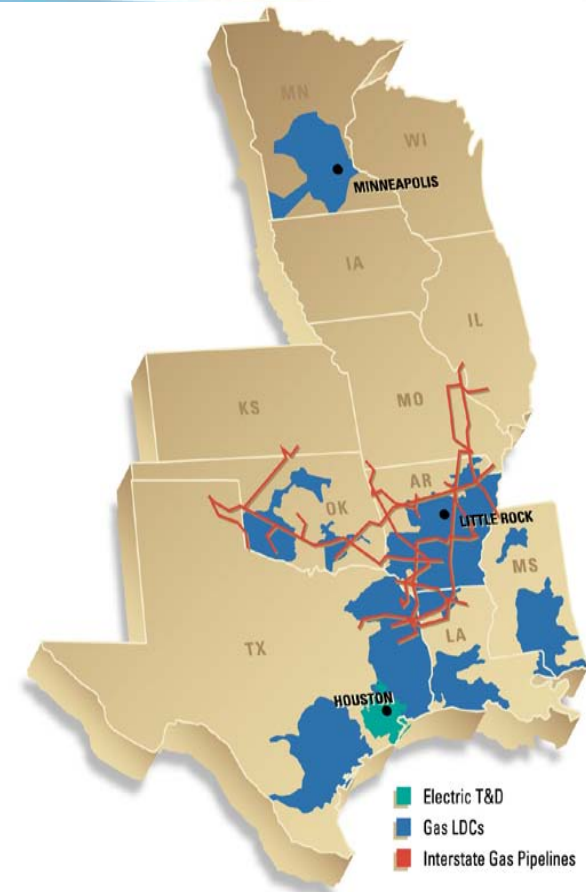 MN
WI
MINNEAPOLIS
IA
IL
KS
MO
OK
AR
LITTLE ROCK
MS
TX
LA
HOUSTON
Electric T&D
Gas LDCs
Interstate Gas Pipelines